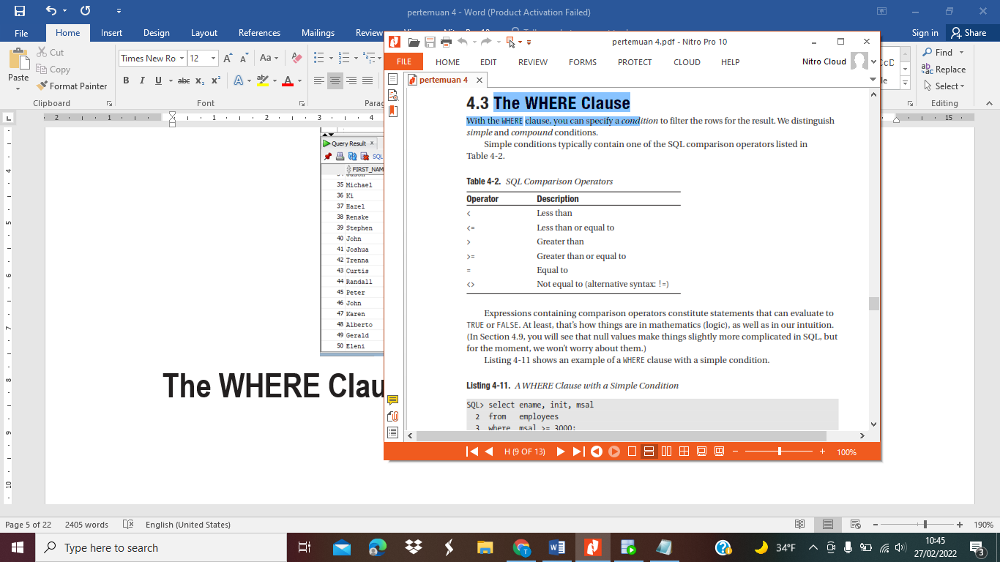 pertemuan 4 - Word (Product Activation Failed)
File Home Insert Design Layout References Mailings Review
Sign in Share
Paste
Cut
Copy
Format Painter
Clipboard
Times New Ro 12
Font
Find
Replace
Select
Editing
Query Result
FIRST_NAM
35 Michael
36 Ki
37 Hazel
38 Renske
39 Stephen
40 John
41 Joshua
42 Trenna
43 Curtis
44 Randall
45 Peter
46 John
47 Karen
48 Alberto
49 Gerald
50 Eleni
The WHERE Clau
pertemuan 4.pdf - Nitro Pro 10
FILE HOME EDIT REVIEW FORMS PROTECT CLOUD HELP
Nitro Cloud
pertemuan 4
4.3 The WHERE Clause
With the WHERE clause, you can specify a condition to filter the rows for the result. We distinguish
simple and compound conditions.
Simple conditions typically contain one of the SQL comparison operators listed in
Table 4-2.
Table 4-2. SQL Comparison Operators
Operator Description
< Less than
<= Less than or equal to
> Greater than
>= Greater than or equal to
= Equal to
<> Not equal to (alternative syntax: !=)
Expressions containing comparison operators constitute statements that can evaluate to
TRUE or FALSE. At least, that's how things are in mathematics (logic), as well as in our intuition.
(In Section 4.9, you will see that null values make things slightly more complicated in SQL, but
for the moment, we won't worry about them.)
Listing 4-11 shows an example of a WHERE clause with a simple condition.
Listing 4-11. A WHERE Clause with a Simple Condition
SQL> select ename, init, msal
2 from employees
3 where msal >= 3000;
H (9 OF 13)
100%
Page 5 of 22 2405 words English (United States)
190%
Type here to search
34°F
10:45
27/02/2022
3